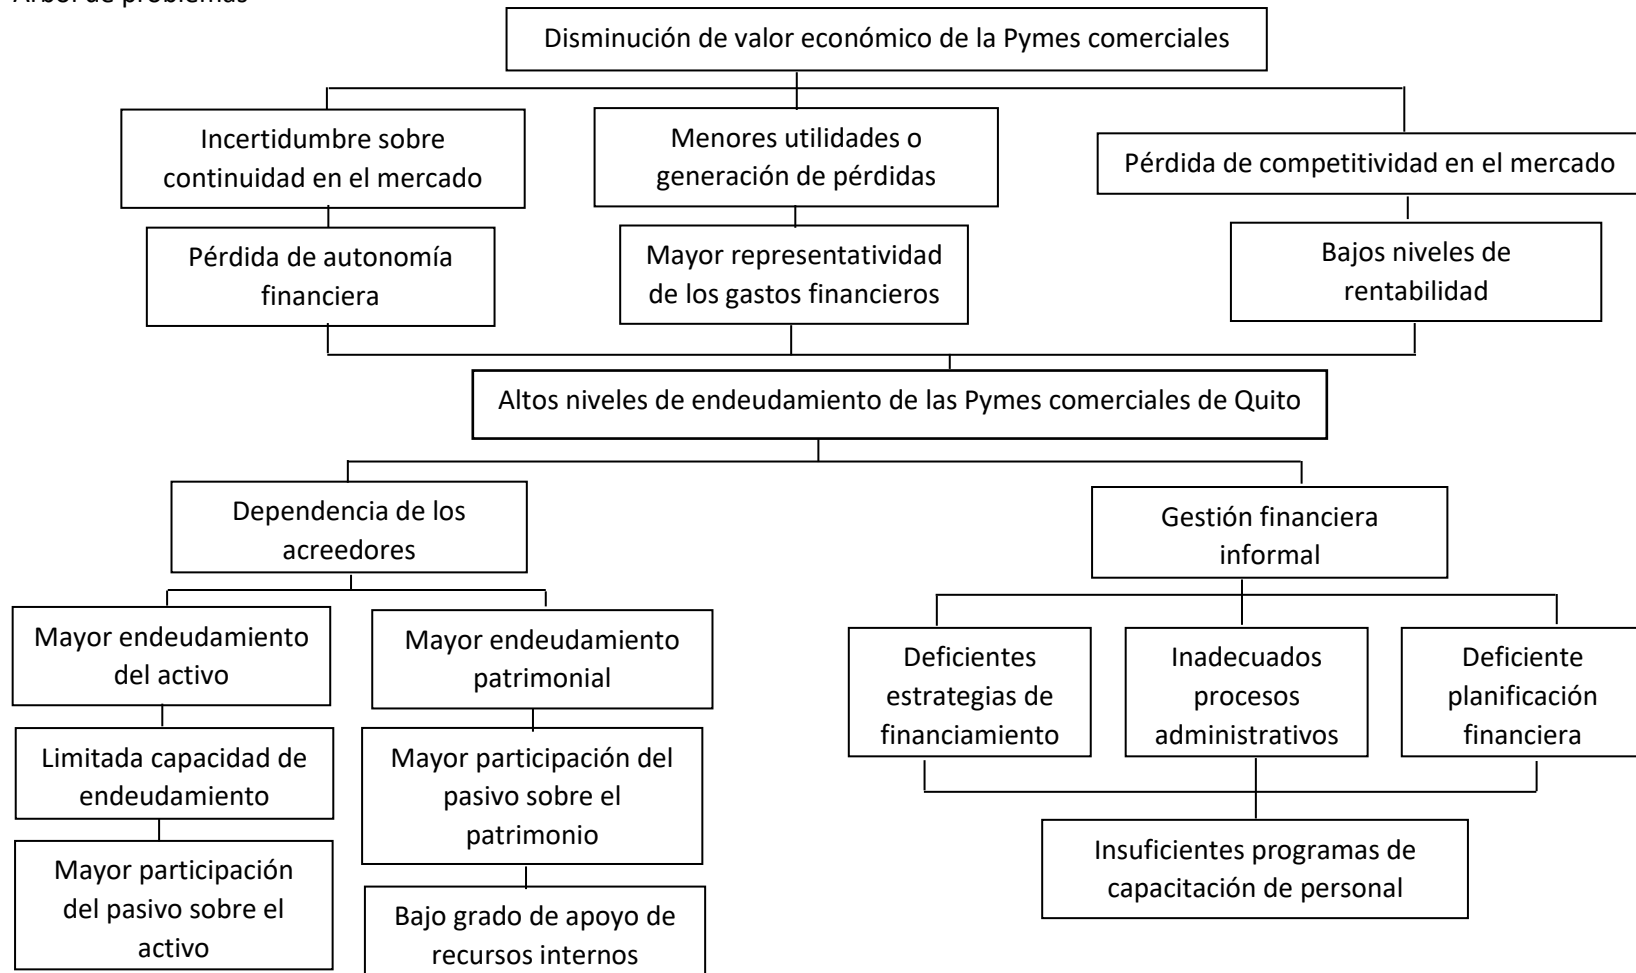 Árbol de problemas
Disminución de valor económico de la Pymes comerciales
Incertidumbre sobre
continuidad en el mercado
Menores utilidades o
generación de pérdidas
Pérdida de competitividad en el mercado
Pérdida de autonomía
financiera
Mayor representatividad
de los gastos financieros
Bajos niveles de
rentabilidad
Altos niveles de endeudamiento de las Pymes comerciales de Quito
Dependencia de los
acreedores
Gestión financiera
informal
Mayor endeudamiento
del activo
Mayor endeudamiento
patrimonial
Deficientes
estrategias de
financiamiento
Inadecuados
procesos
administrativos
Deficiente
planificación
financiera
Limitada capacidad de
endeudamiento
Mayor participación del
pasivo sobre el
patrimonio
Insuficientes programas de
capacitación de personal
Mayor participación
del pasivo sobre el
activo
Bajo grado de apoyo de
recursos internos